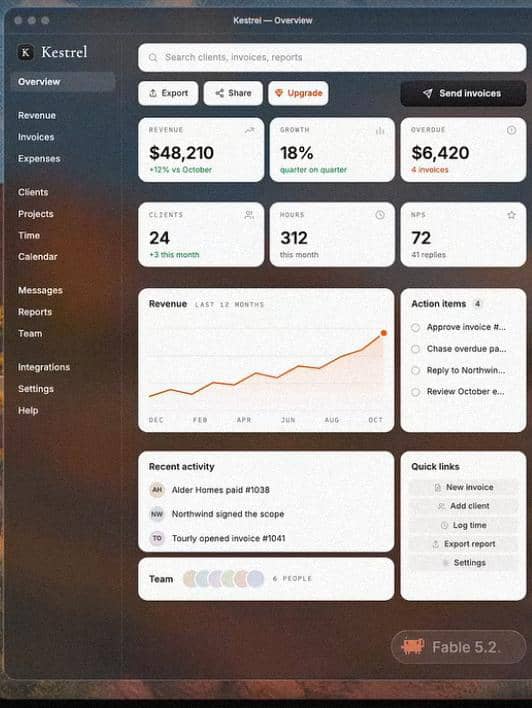 Kestrel — Overview
K Kestrel
Overview
Revenue
Invoices
Expenses
Clients
Projects
Time
Calendar
Messages
Reports
Team
Integrations
Settings
Help
Search clients, invoices, reports
Export
Share
Upgrade
Send invoices
REVENUE
$48,210
+12% vs October
GROWTH
18%
quarter on quarter
OVERDUE
$6,420
4 invoices
CLIENTS
24
+3 this month
HOURS
312
this month
NPS
72
41 replies
Revenue LAST 12 MONTHS
DEC FEB APR JUN AUG OCT
Action items 4
Approve invoice #...
Chase overdue pa...
Reply to Northwin...
Review October e...
Recent activity
AH Alder Homes paid #1038
NW Northwind signed the scope
TO Tourly opened invoice #1041
Team 6 PEOPLE
Quick links
New invoice
Add client
Log time
Export report
Settings
Fable 5.2.